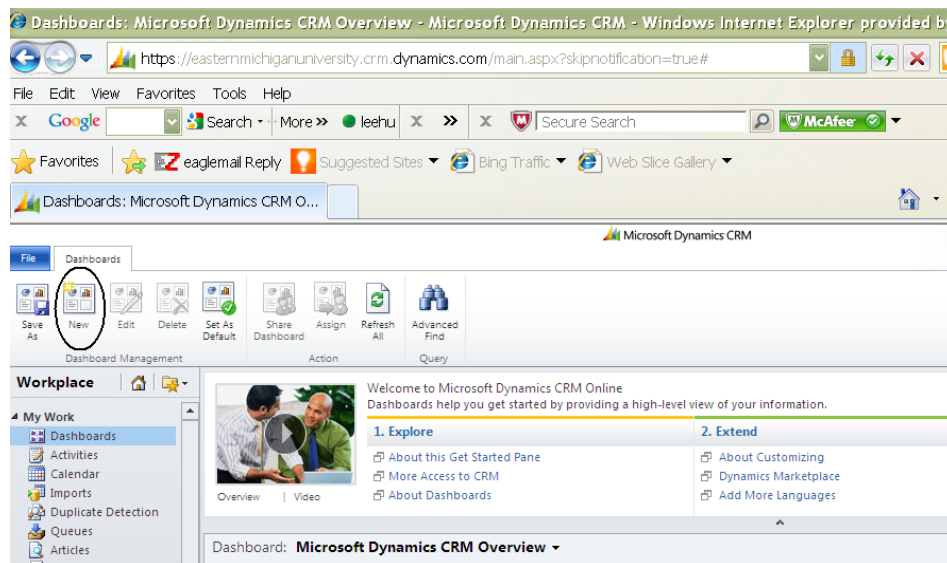 Dashboards: Microsoft Dynamics CRM Overview - Microsoft Dynamics CRM - Windows Internet Explorer provided b
https://easternmichiganuniversity.crm.dynamics.com/main.aspx?skipnotification=true#
File Edit View Favorites Tools Help
x Google Search More >> leehu x >> x Secure Search McAfee
Favorites eaglemail Reply Suggested Sites Bing Traffic Web Slice Gallery
Dashboards: Microsoft Dynamics CRM O...
Microsoft Dynamics CRM
File Dashboards
Save As New Edit Delete Set As Default Share Dashboard Assign Refresh All Advanced Find
Dashboard Management Action Query
Workplace
My Work
Dashboards
Activities
Calendar
Imports
Duplicate Detection
Queues
Articles
Welcome to Microsoft Dynamics CRM Online
Dashboards help you get started by providing a high-level view of your information.
1. Explore 2. Extend
About this Get Started Pane About Customizing
More Access to CRM Dynamics Marketplace
About Dashboards Add More Languages
Overview | Video
Dashboard: Microsoft Dynamics CRM Overview